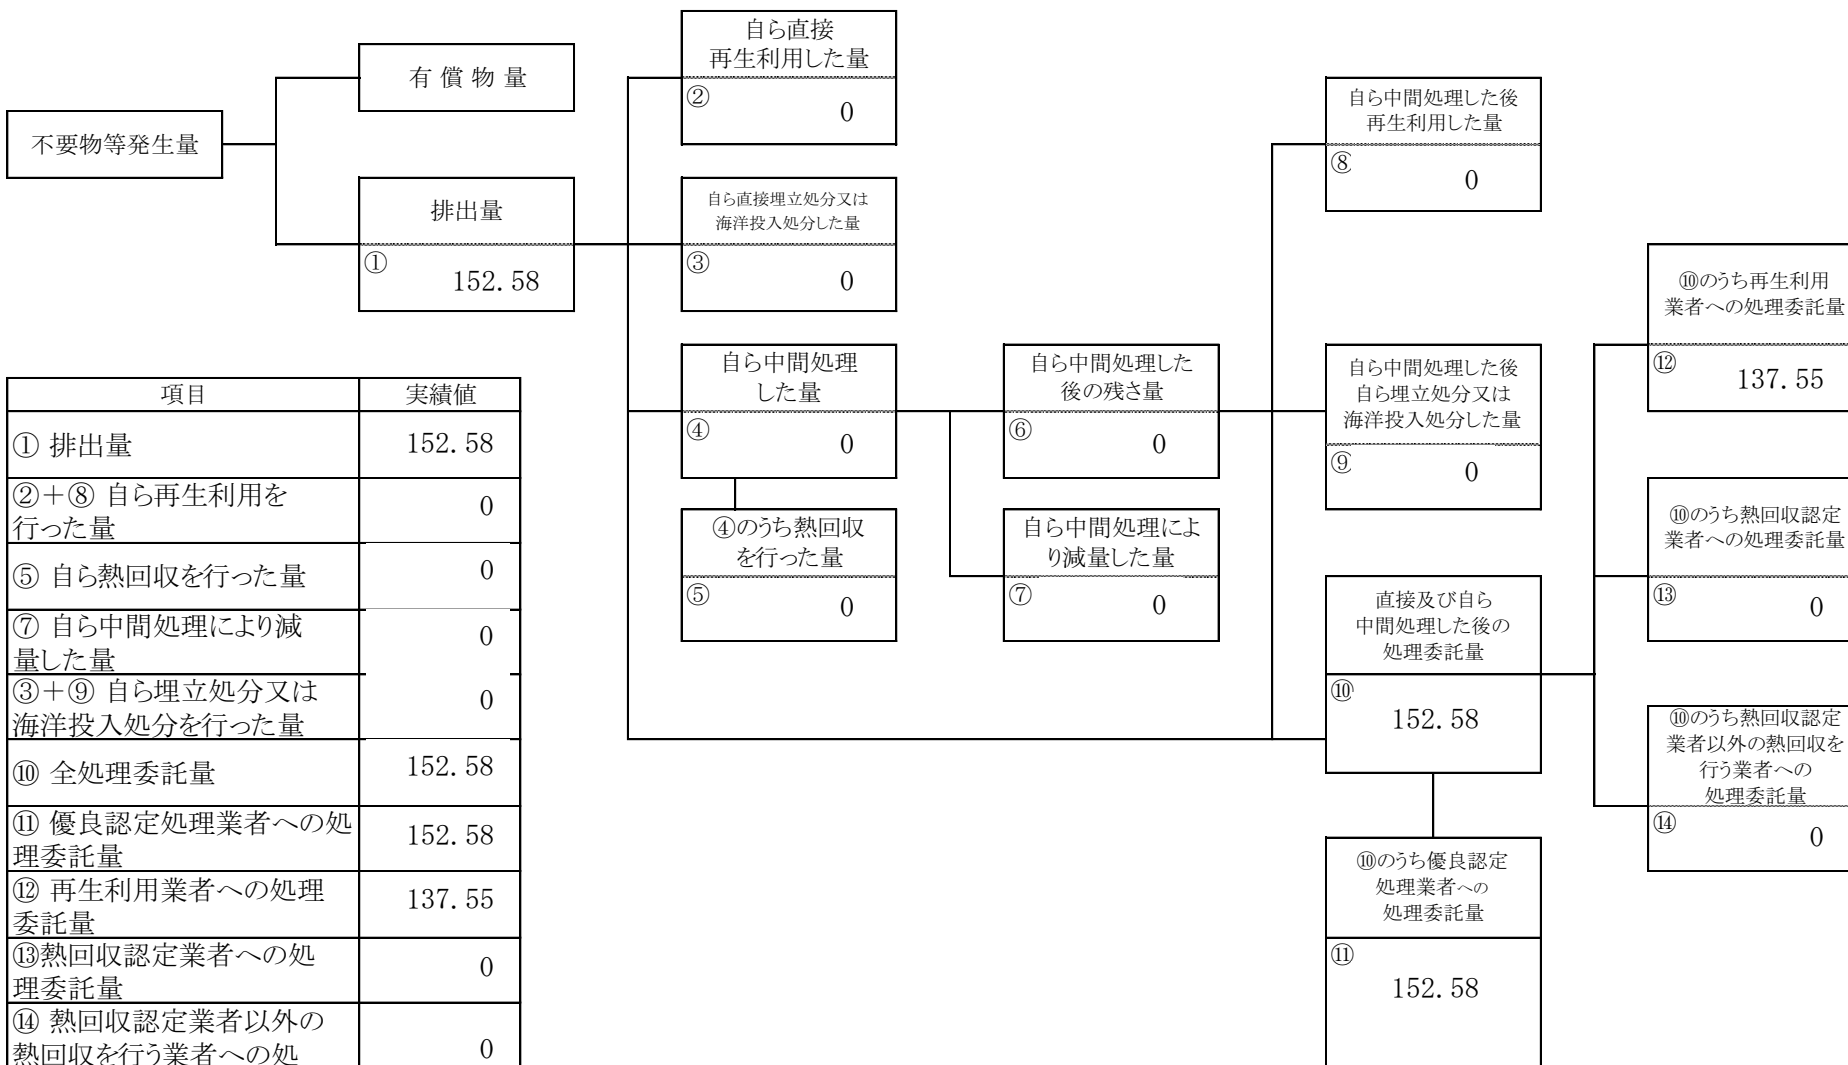 不要物等発生量
有償物量
排出量
①
152.58
自ら直接
再生利用した量
②
0
自ら直接埋立処分又は
海洋投入処分した量
③
0
自ら中間処理
した量
④
0
④のうち熱回収
を行った量
⑤
0
自ら中間処理した
後の残さ量
⑥
0
自ら中間処理によ
り減量した量
⑦
0
自ら中間処理した後
再生利用した量
⑧
0
自ら中間処理した後
自ら埋立処分又は
海洋投入処分した量
⑨
0
直接及び自ら
中間処理した後の
処理委託量
⑩
152.58
⑩のうち優良認定
処理業者への
処理委託量
⑪
152.58
⑩のうち再生利用
業者への処理委託量
⑫
137.55
⑩のうち熱回収認定
業者への処理委託量
⑬
0
⑩のうち熱回収認定
業者以外の熱回収を
行う業者への
処理委託量
⑭
0
項目 実績値
① 排出量 152.58
②+⑧ 自ら再生利用を
行った量 0
⑤ 自ら熱回収を行った量 0
⑦ 自ら中間処理により減
量した量 0
③+⑨ 自ら埋立処分又は
海洋投入処分を行った量 0
⑩ 全処理委託量 152.58
⑪ 優良認定処理業者への処
理委託量 152.58
⑫ 再生利用業者への処理
委託量 137.55
⑬熱回収認定業者への処
理委託量 0
⑭ 熱回収認定業者以外の
熱回収を行う業者への処 0